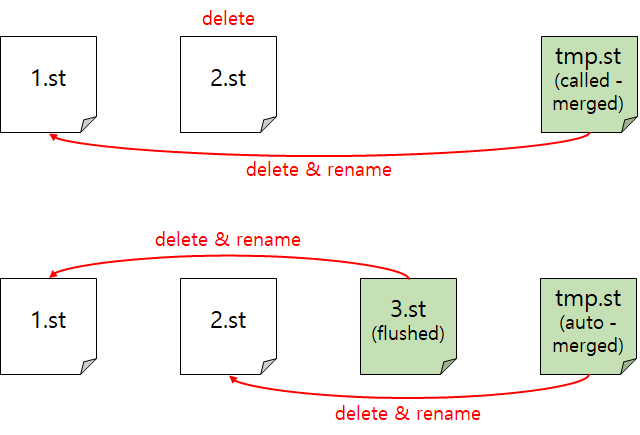 delete
1.st
2.st
tmp.st
(called -
merged)
delete & rename
delete & rename
1.st
2.st
3.st
(flushed)
tmp.st
(auto -
merged)
delete & rename